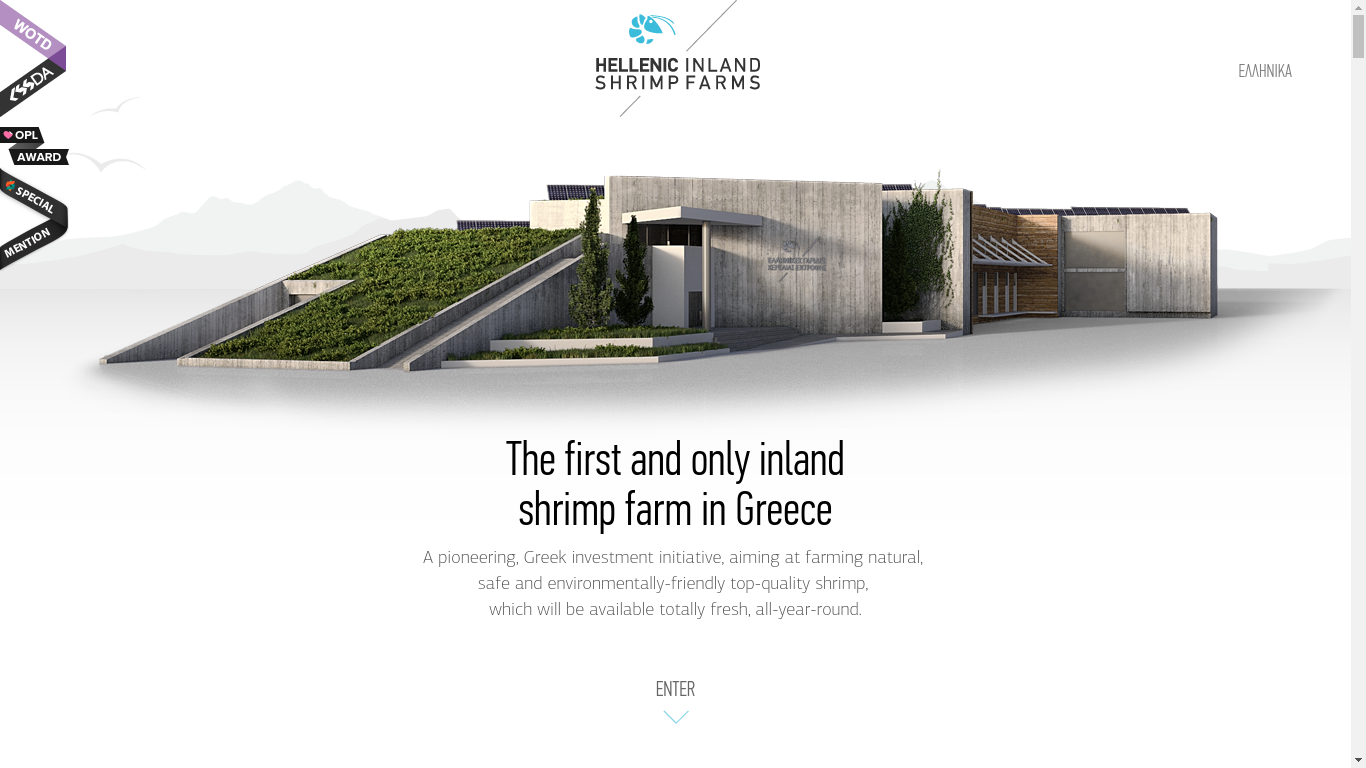 WOTD
CSSDA
HELLENIC INLAND
SHRIMP FARMS
ΕΛΛΗΝΙΚΑ
OPL
AWARD
SPECIAL
MENTION
The first and only inland
shrimp farm in Greece
A pioneering, Greek investment initiative, aiming at farming natural,
safe and environmentally-friendly top-quality shrimp,
which will be available totally fresh, all-year-round.
ENTER